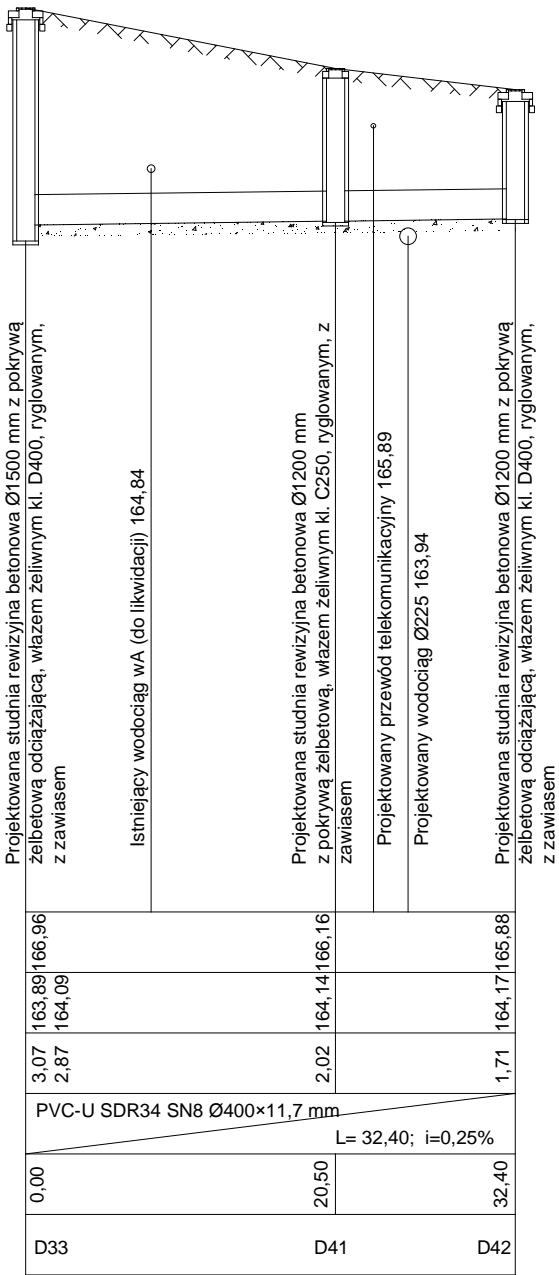 Projektowana studnia rewizyjna betonowa Ø1500 mm z pokrywą
żelbetową odciążającą, włazem żeliwnym kl. D400, ryglowanym,
z zawiasem
Istniejący wodociąg wA (do likwidacji) 164,84
Projektowana studnia rewizyjna betonowa Ø1200 mm
z pokrywą żelbetową, włazem żeliwnym kl. C250, ryglowanym, z
zawiasem
Projektowany przewód telekomunikacyjny 165,89
Projektowany wodociąg Ø225 163,94
Projektowana studnia rewizyjna betonowa Ø1200 mm z pokrywą
żelbetową odciążającą, włazem żeliwnym kl. D400, ryglowanym,
z zawiasem
166,96
166,16
165,88
163,89
164,09
164,14
164,17
3,07
2,87
2,02
1,71
PVC-U SDR34 SN8 Ø400×11,7 mm
L= 32,40; i=0,25%
0,00
20,50
32,40
D33
D41
D42